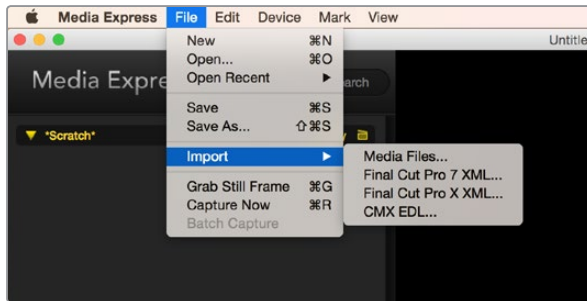 Media Express File Edit Device Mark View
Untitle
New ⌘N
Open... ⌘O
Open Recent
Media Expre
arch
Save ⌘S
Save As... ⇧⌘S
*Scratch*
Import
Media Files...
Final Cut Pro 7 XML...
Grab Still Frame ⌘G
Final Cut Pro X XML...
Capture Now ⌘R
CMX EDL...
Batch Capture